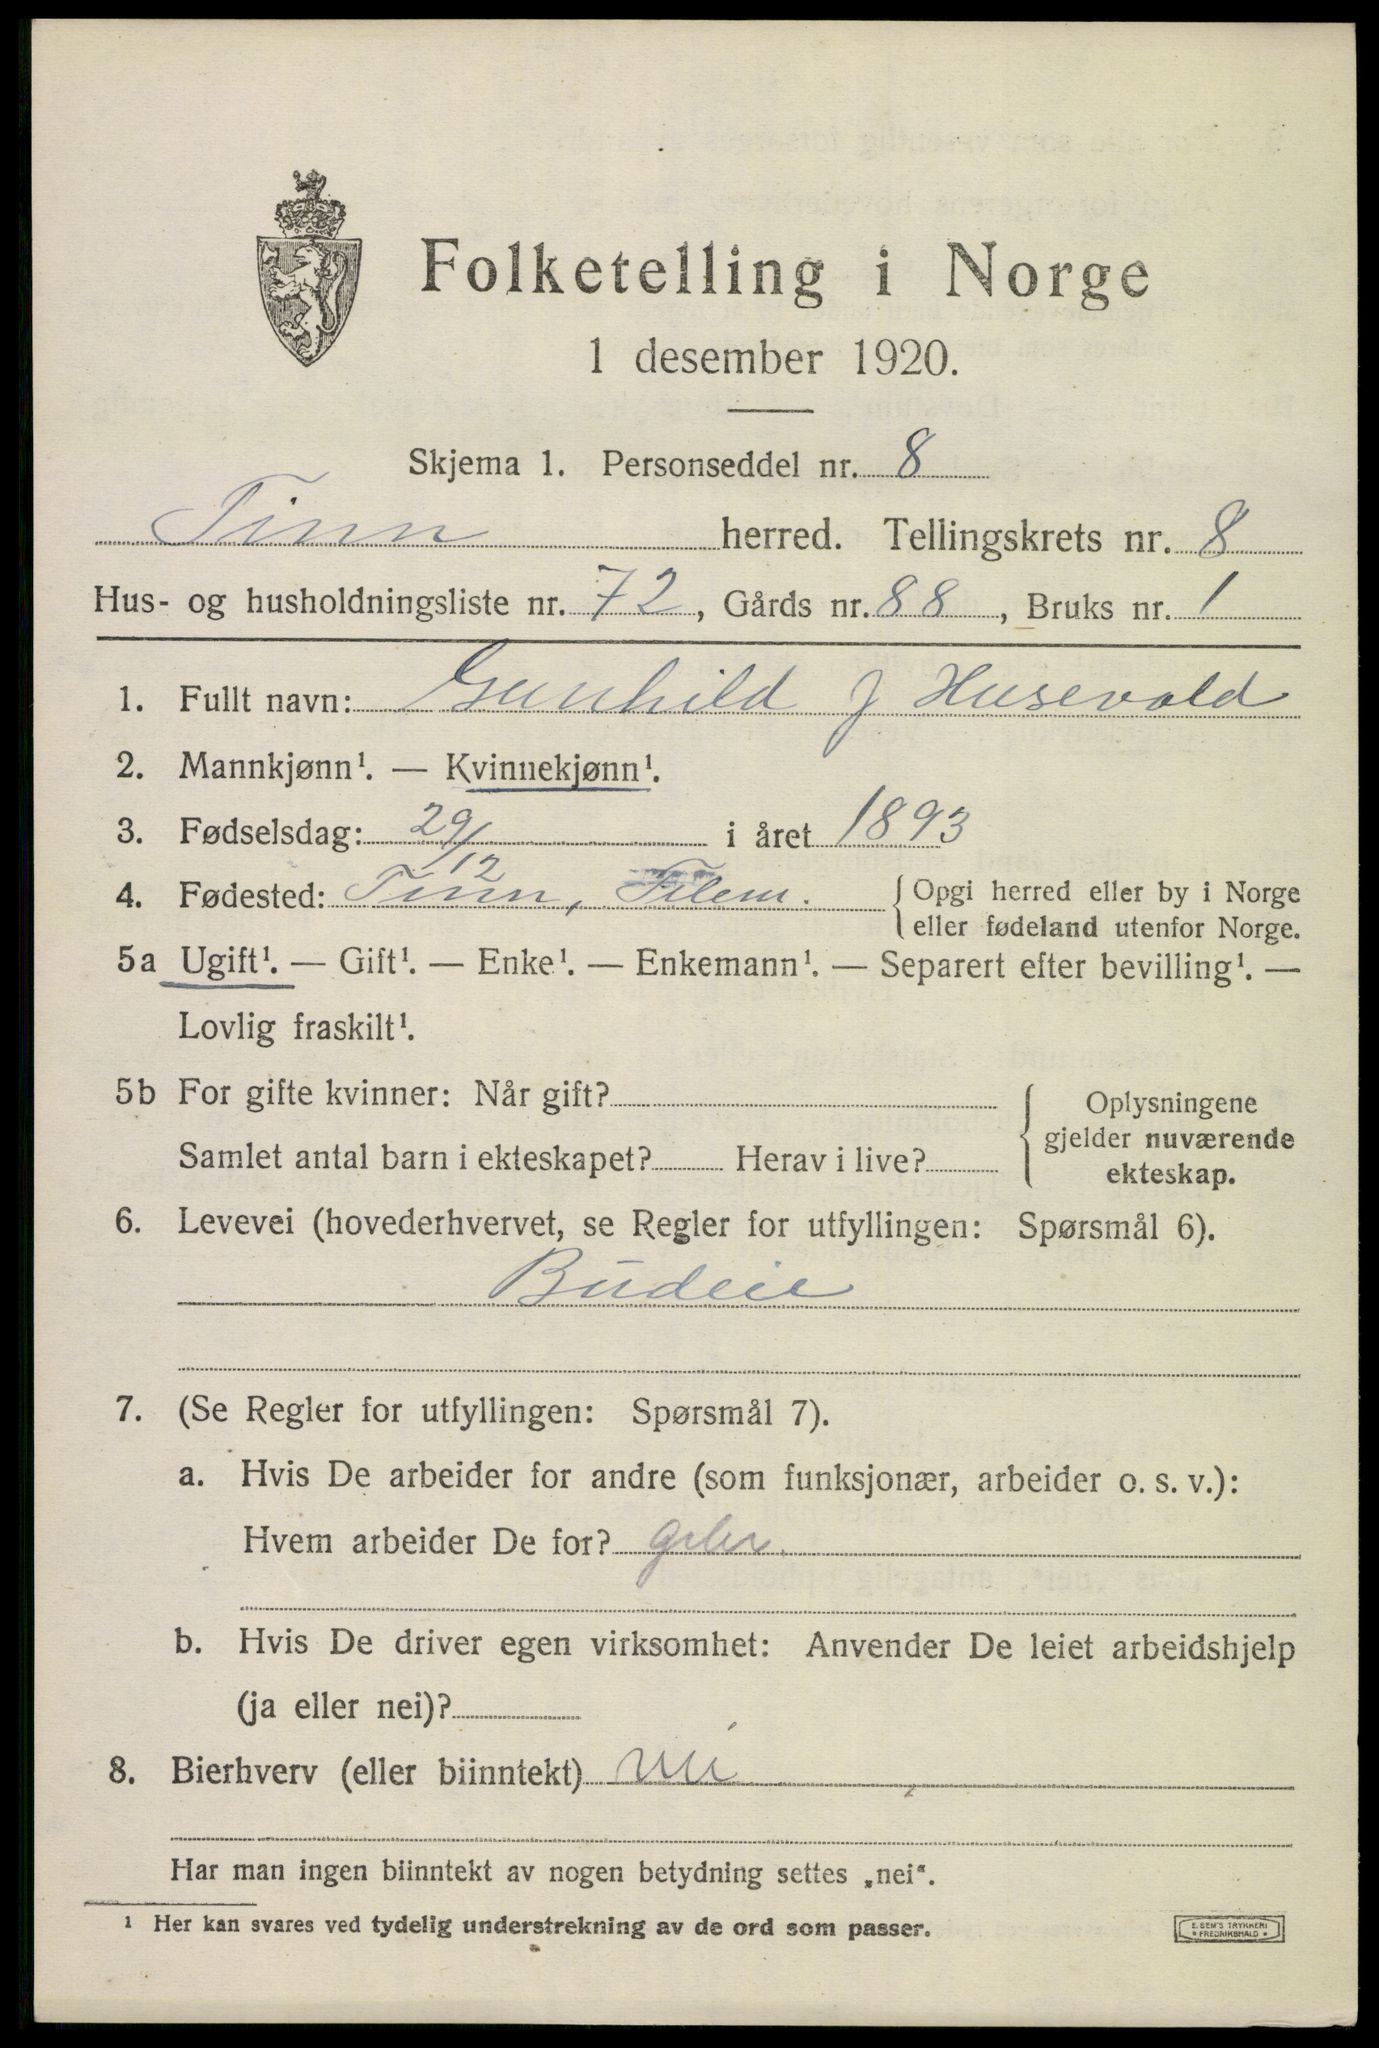 Folketelling i Norge
1 desember 1920.
Skjema 1. Personseddel nr. 8
Tinn herred. Tellingskrets nr. 8
Hus- og husholdningsliste nr. 72, Gårds nr. 88, Bruks nr. 1
1. Fullt navn: Gunhild J Husevold
2. Mannkjønn¹. — Kvinnekjønn¹.
3. Fødselsdag: 29/12 i året 1893
4. Fødested: Tinn, Telem. { Opgi herred eller by i Norge
eller fødeland utenfor Norge.
5a Ugift¹. — Gift¹. — Enke¹. — Enkemann¹. — Separert efter bevilling¹. —
Lovlig fraskilt¹.
5b For gifte kvinner: Når gift?
Samlet antal barn i ekteskapet? Herav i live?
{ Oplysningene
gjelder nuværende
ekteskap.
6. Levevei (hovederhvervet, se Regler for utfyllingen: Spørsmål 6).
Budeie
7. (Se Regler for utfyllingen: Spørsmål 7).
a. Hvis De arbeider for andre (som funksjonær, arbeider o. s. v.):
Hvem arbeider De for?
b. Hvis De driver egen virksomhet: Anvender De leiet arbeidshjelp
(ja eller nei)?
8. Bierhverv (eller biinntekt) nei
Har man ingen biinntekt av nogen betydning settes „nei“.
¹ Her kan svares ved tydelig understrekning av de ord som passer.
E. SEM'S TRYKKERI
* FREDRIKSHALD *